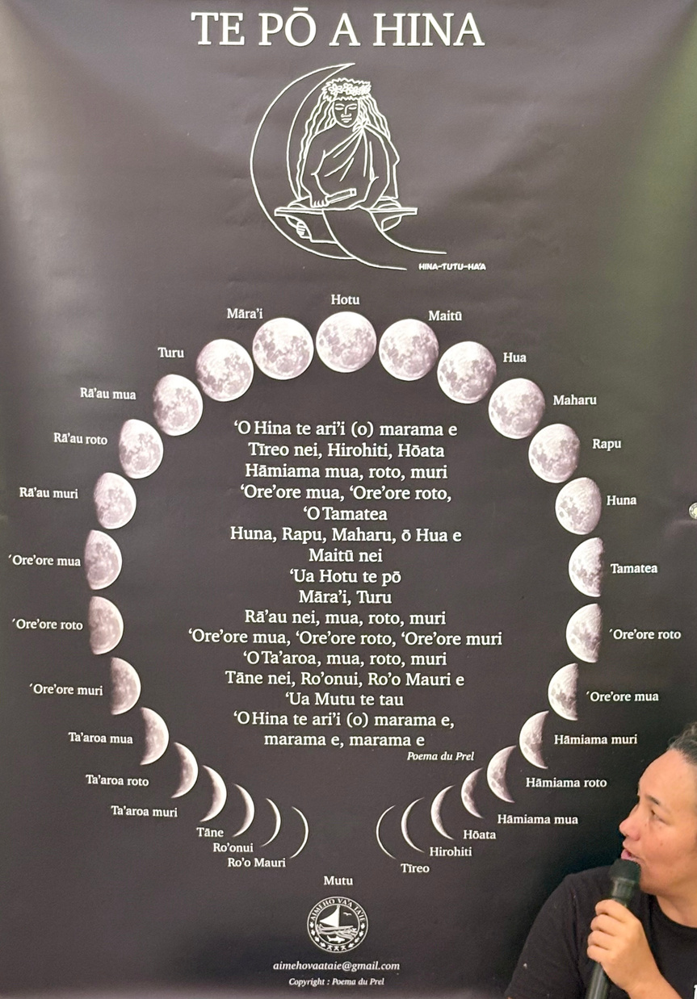 TE PŌ A HINA
HINA-TUTU-HA'A
Hotu
Māra'i
Maitū
Turu
Hua
Rā'au mua
Maharu
Rā'au roto
Rapu
Rā'au muri
Huna
´Ore'ore mua
Tamatea
´Ore'ore roto
´Ore'ore roto
´Ore'ore muri
´Ore'ore mua
Ta'aroa mua
Hāmiama muri
Ta'aroa roto
Hāmiama roto
Ta'aroa muri
Hāmiama mua
Tāne
Hōata
Ro'onui
Hirohiti
Ro'o Mauri
Tīreo
Mutu
‘O Hina te ari’i (o) marama e
Tīreo nei, Hirohiti, Hōata
Hāmiama mua, roto, muri
‘Ore’ore mua, ‘Ore’ore roto,
‘O Tamatea
Huna, Rapu, Maharu, ō Hua e
Maitū nei
‘Ua Hotu te pō
Māra’i, Turu
Rā’au nei, mua, roto, muri
‘Ore’ore mua, ‘Ore’ore roto, ‘Ore’ore muri
‘O Ta’aroa, mua, roto, muri
Tāne nei, Ro’onui, Ro’o Mauri e
‘Ua Mutu te tau
‘O Hina te ari’i (o) marama e,
marama e, marama e
Poema du Prel
AIMEHO VA'A TA'IE
aimehovaataie@gmail.com
Copyright : Poema du Prel